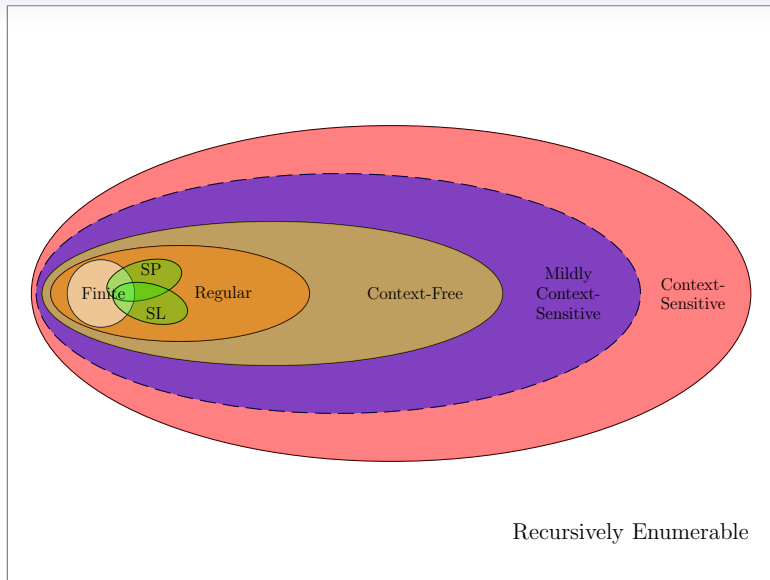 SP
Finite
Regular
SL
Context-Free
Mildly
Context-
Sensitive
Context-
Sensitive
Recursively Enumerable